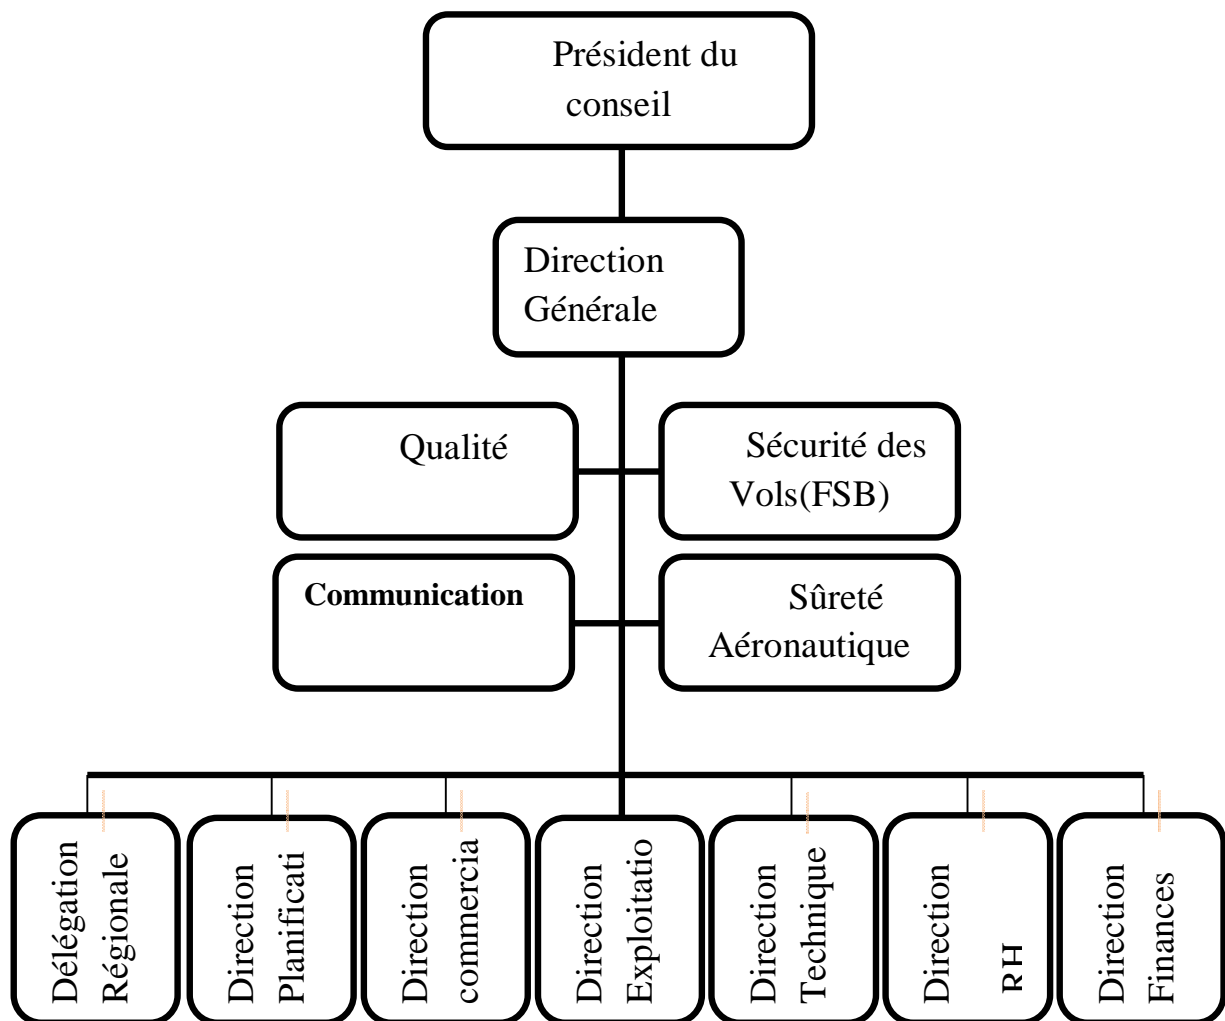 Président du
conseil
Direction
Générale
Qualité
Sécurité des
Vols(FSB)
Communication
Sûreté
Aéronautique
Délégation
Régionale
Direction
Planificati
Direction
commercia
Direction
Exploitatio
Direction
Technique
Direction
RH
Direction
Finances